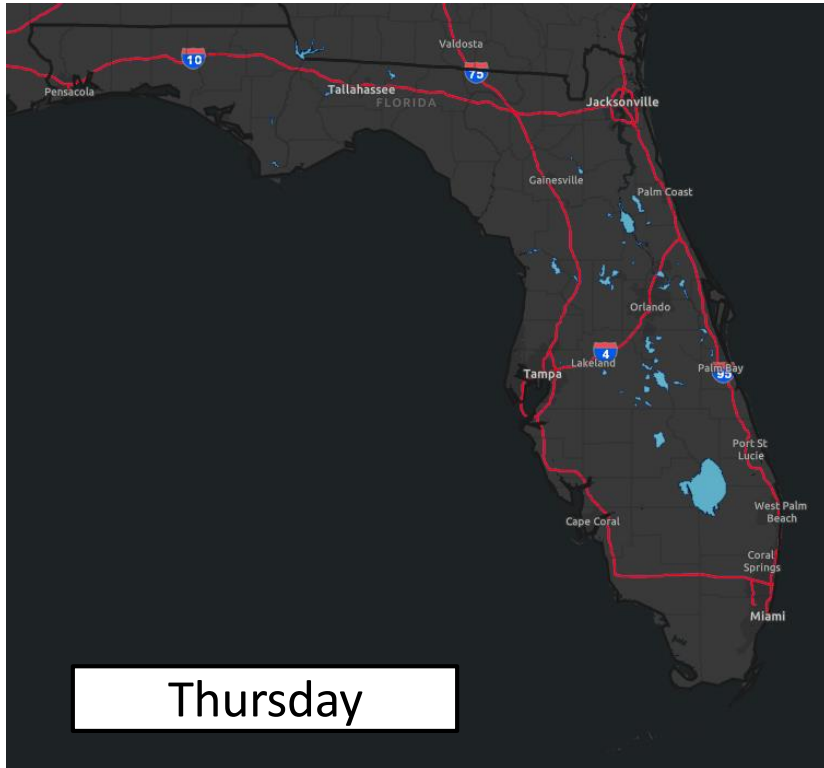 Valdosta
10
75
Pensacola
Tallahassee
FLORIDA
Jacksonville
Gainesville
Palm Coast
Orlando
4
Lakeland
Tampa
Palm Bay
95
Port St
Lucie
Cape Coral
West Palm
Beach
Coral
Springs
Miami
Thursday